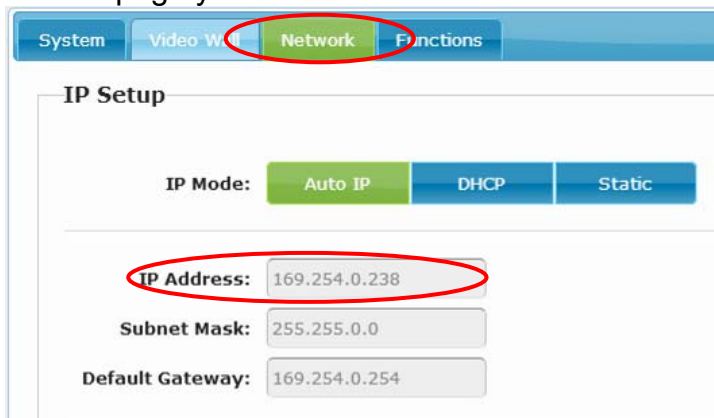 System Video Wall Network Functions
IP Setup
IP Mode: Auto IP DHCP Static
IP Address: 169.254.0.238
Subnet Mask: 255.255.0.0
Default Gateway: 169.254.0.254